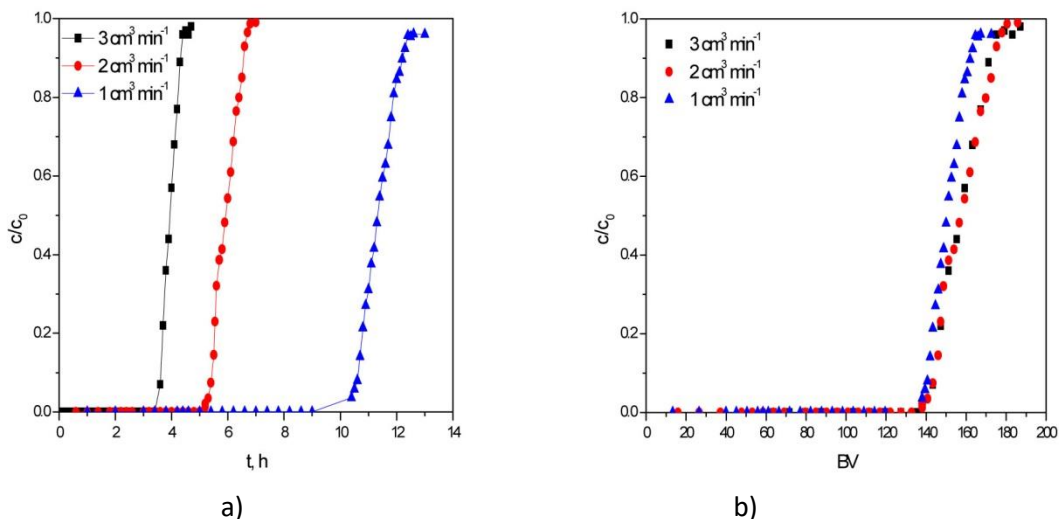 1.0
0.8
0.6
0.4
0.2
0.0
c/c₀
3 cm³ min⁻¹
2 cm³ min⁻¹
1 cm³ min⁻¹
0 2 4 6 8 10 12 14
t, h
a)
1.0
0.8
0.6
0.4
0.2
0.0
c/c₀
3 cm³ min⁻¹
2 cm³ min⁻¹
1 cm³ min⁻¹
0 20 40 60 80 100 120 140 160 180 200
BV
b)